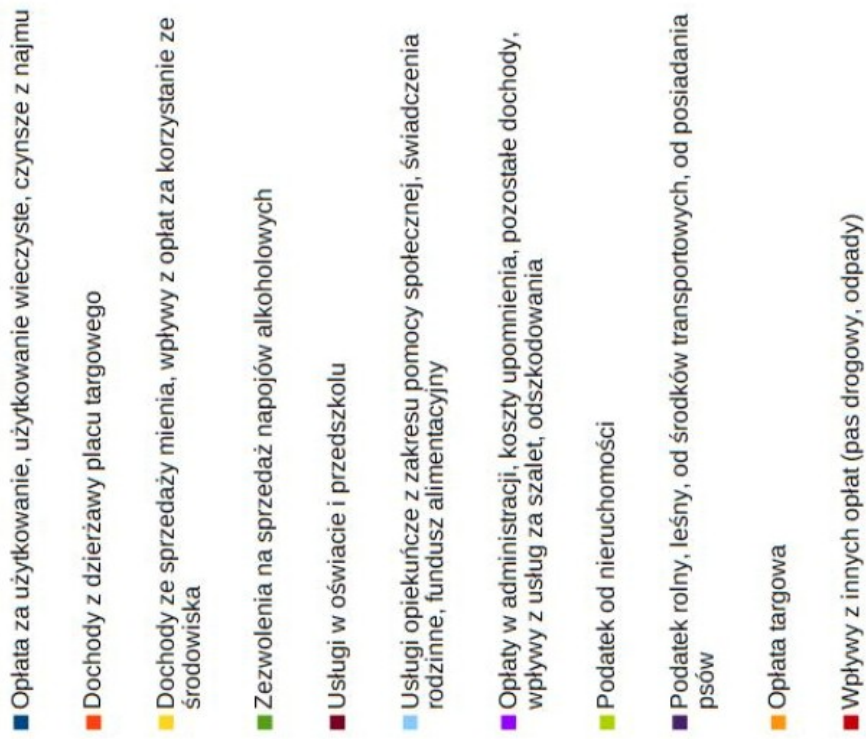 Opłata za użytkowanie, użytkowanie wieczyste, czynsze z najmu
Dochody z dzierżawy placu targowego
Dochody ze sprzedaży mienia, wpływy z opłat za korzystanie ze
środowiska
Zezwolenia na sprzedaż napojów alkoholowych
Usługi w oświacie i przedszkolu
Usługi opiekuńcze z zakresu pomocy społecznej, świadczenia
rodzinne, fundusz alimentacyjny
Opłaty w administracji, koszty upomnienia, pozostałe dochody,
wpływy z usług za szalet, odszkodowania
Podatek od nieruchomości
Podatek rolny, leśny, od środków transportowych, od posiadania
psów
Opłata targowa
Wpływy z innych opłat (pas drogowy, odpady)